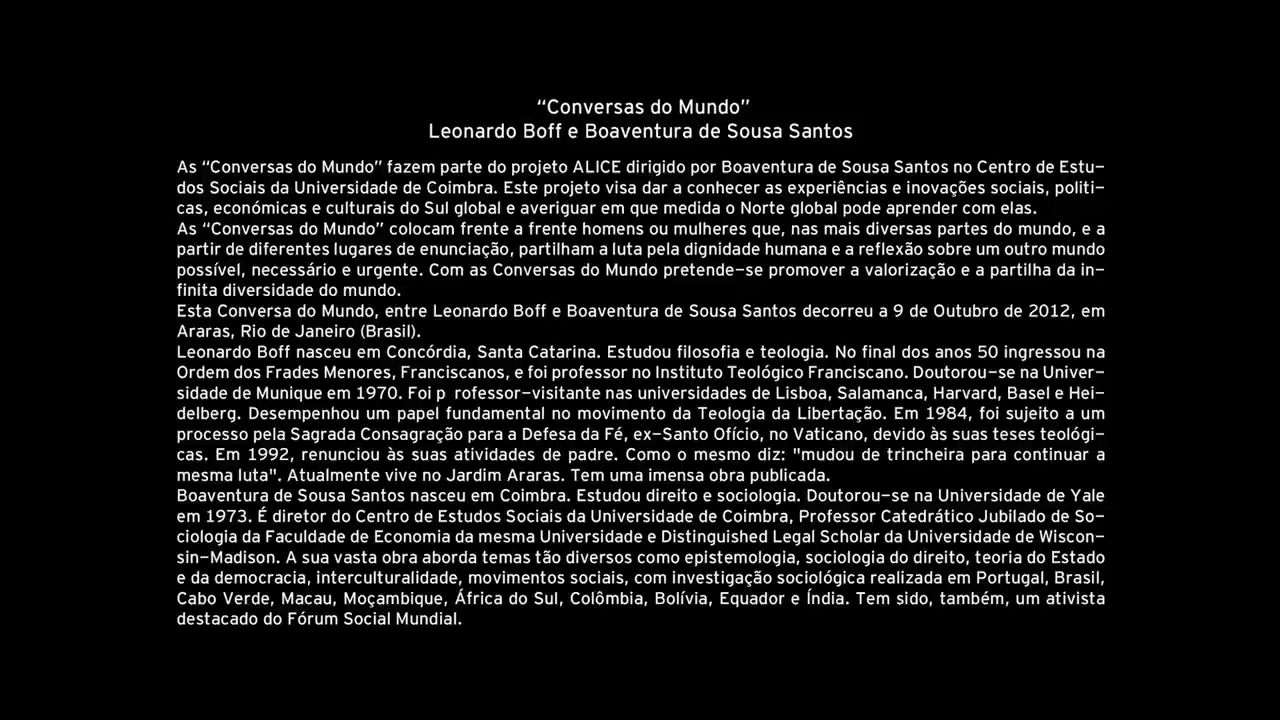 “Conversas do Mundo”
Leonardo Boff e Boaventura de Sousa Santos
As “Conversas do Mundo” fazem parte do projeto ALICE dirigido por Boaventura de Sousa Santos no Centro de Estu-
dos Sociais da Universidade de Coimbra. Este projeto visa dar a conhecer as experiências e inovações sociais, politi-
cas, económicas e culturais do Sul global e averiguar em que medida o Norte global pode aprender com elas.
As “Conversas do Mundo” colocam frente a frente homens ou mulheres que, nas mais diversas partes do mundo, e a
partir de diferentes lugares de enunciação, partilham a luta pela dignidade humana e a reflexão sobre um outro mundo
possível, necessário e urgente. Com as Conversas do Mundo pretende-se promover a valorização e a partilha da in-
finita diversidade do mundo.
Esta Conversa do Mundo, entre Leonardo Boff e Boaventura de Sousa Santos decorreu a 9 de Outubro de 2012, em
Araras, Rio de Janeiro (Brasil).
Leonardo Boff nasceu em Concórdia, Santa Catarina. Estudou filosofia e teologia. No final dos anos 50 ingressou na
Ordem dos Frades Menores, Franciscanos, e foi professor no Instituto Teológico Franciscano. Doutorou-se na Univer-
sidade de Munique em 1970. Foi p rofessor-visitante nas universidades de Lisboa, Salamanca, Harvard, Basel e Hei-
delberg. Desempenhou um papel fundamental no movimento da Teologia da Libertação. Em 1984, foi sujeito a um
processo pela Sagrada Consagração para a Defesa da Fé, ex-Santo Ofício, no Vaticano, devido às suas teses teológi-
cas. Em 1992, renunciou às suas atividades de padre. Como o mesmo diz: "mudou de trincheira para continuar a
mesma luta". Atualmente vive no Jardim Araras. Tem uma imensa obra publicada.
Boaventura de Sousa Santos nasceu em Coimbra. Estudou direito e sociologia. Doutorou-se na Universidade de Yale
em 1973. É diretor do Centro de Estudos Sociais da Universidade de Coimbra, Professor Catedrático Jubilado de So-
ciologia da Faculdade de Economia da mesma Universidade e Distinguished Legal Scholar da Universidade de Wiscon-
sin-Madison. A sua vasta obra aborda temas tão diversos como epistemologia, sociologia do direito, teoria do Estado
e da democracia, interculturalidade, movimentos sociais, com investigação sociológica realizada em Portugal, Brasil,
Cabo Verde, Macau, Moçambique, África do Sul, Colômbia, Bolívia, Equador e Índia. Tem sido, também, um ativista
destacado do Fórum Social Mundial.